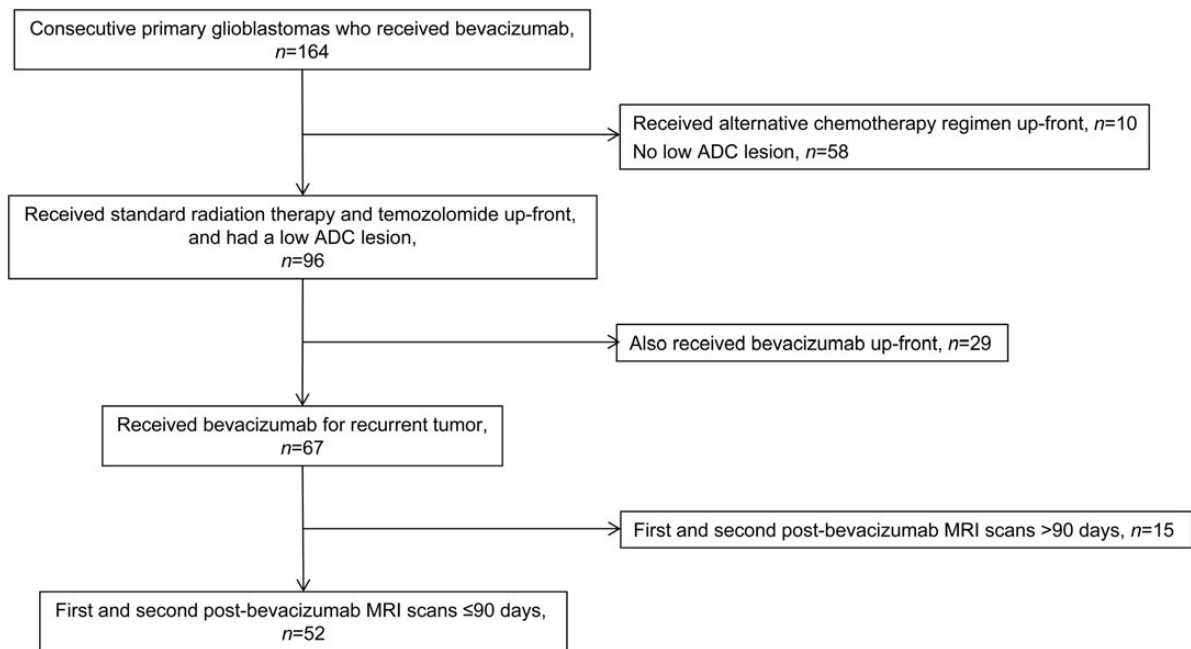 Consecutive primary glioblastomas who received bevacizumab,
n=164
Received alternative chemotherapy regimen up-front, n=10
No low ADC lesion, n=58
Received standard radiation therapy and temozolomide up-front,
and had a low ADC lesion,
n=96
Also received bevacizumab up-front, n=29
Received bevacizumab for recurrent tumor,
n=67
First and second post-bevacizumab MRI scans >90 days, n=15
First and second post-bevacizumab MRI scans ≤90 days,
n=52